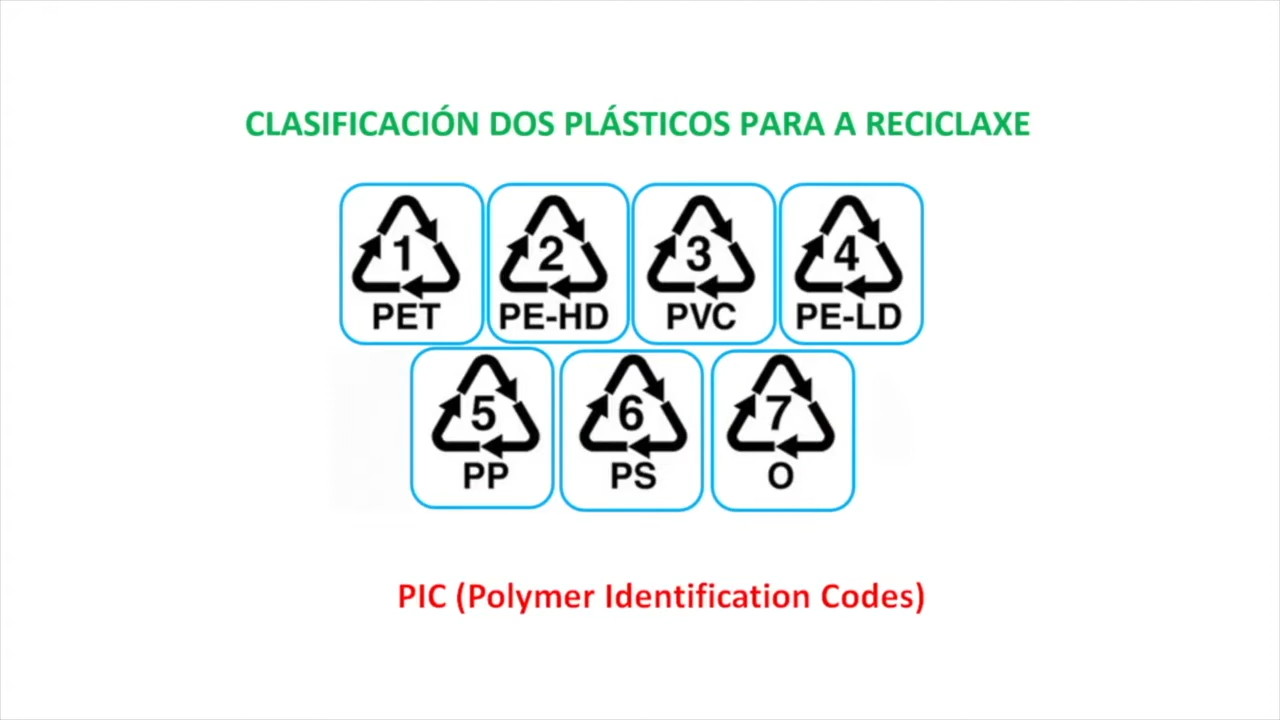 CLASIFICACIÓN DOS PLÁSTICOS PARA A RECICLAXE
1 2 3 4
PET PE-HD PVC PE-LD
5 6 7
PP PS O
PIC (Polymer Identification Codes)